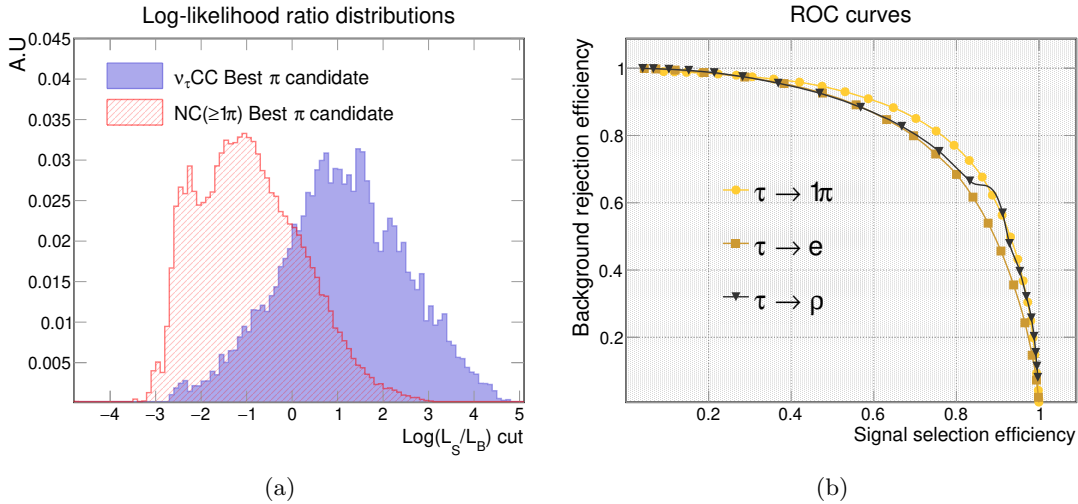 Log-likelihood ratio distributions
A.U
0.045
0.04
0.035
0.03
0.025
0.02
0.015
0.01
0.005
ντCC Best π candidate
NC(≥1π) Best π candidate
−4 −3 −2 −1 0 1 2 3 4 5
Log(L_S/L_B) cut
(a)
ROC curves
Background rejection efficiency
1
0.8
0.6
0.4
0.2
τ → 1π
τ → e
τ → ρ
0.2 0.4 0.6 0.8 1
Signal selection efficiency
(b)